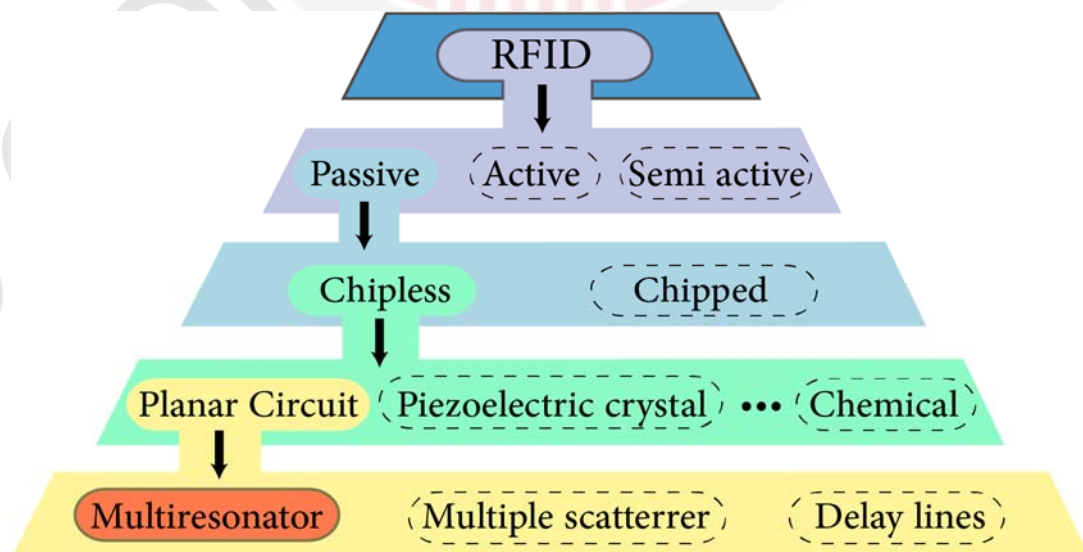 RFID
Passive Active Semi active
Chipless Chipped
Planar Circuit Piezoelectric crystal ••• Chemical
Multiresonator Multiple scatterrer Delay lines